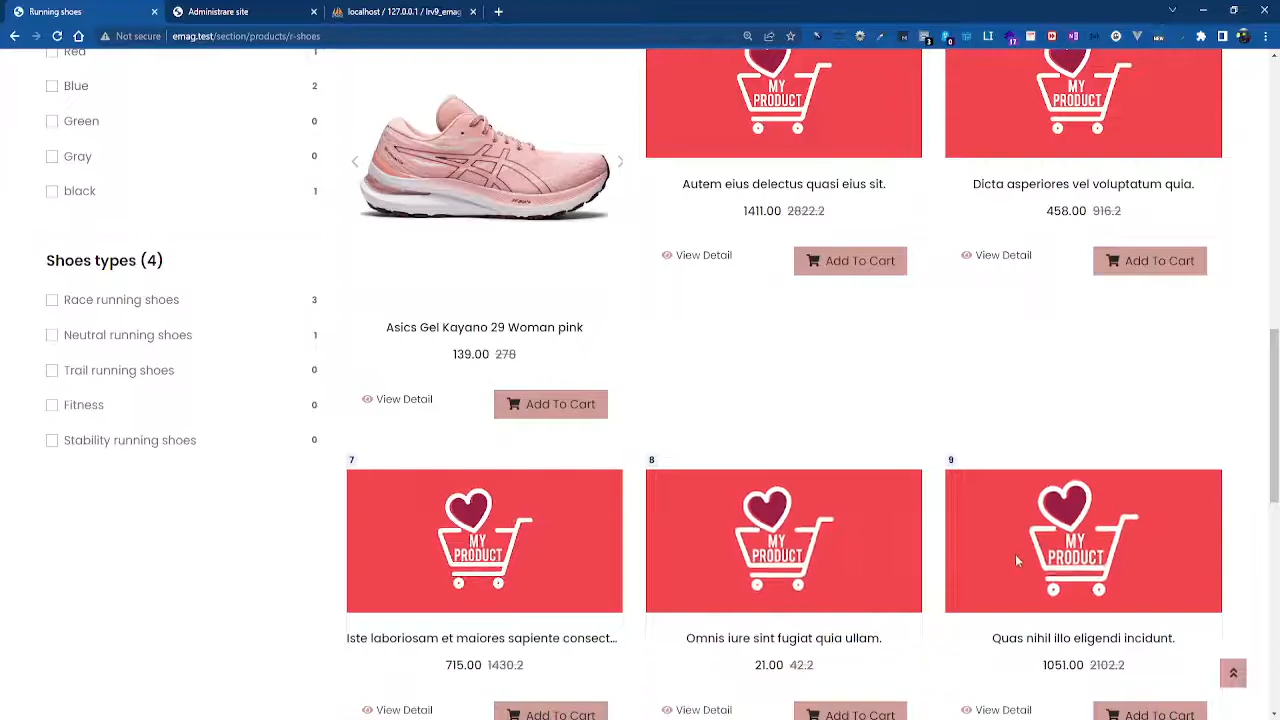 Running shoes
Administrare site
localhost / 127.0.0.1 / lrv9_emag
Not secure
emag.test/section/products/r-shoes
3
0
17
Red 1
Blue 2
Green 0
Gray 0
black 1
Shoes types (4)
Race running shoes 3
Neutral running shoes 1
Trail running shoes 0
Fitness 0
Stability running shoes 0
Asics Gel Kayano 29 Woman pink
139.00 278
View Detail Add To Cart
MY
PRODUCT
Autem eius delectus quasi eius sit.
1411.00 2822.2
View Detail Add To Cart
MY
PRODUCT
Dicta asperiores vel voluptatum quia.
458.00 916.2
View Detail Add To Cart
7
MY
PRODUCT
Iste laboriosam et maiores sapiente consect...
715.00 1430.2
View Detail Add To Cart
8
MY
PRODUCT
Omnis iure sint fugiat quia ullam.
21.00 42.2
View Detail Add To Cart
9
MY
PRODUCT
Quas nihil illo eligendi incidunt.
1051.00 2102.2
View Detail Add To Cart